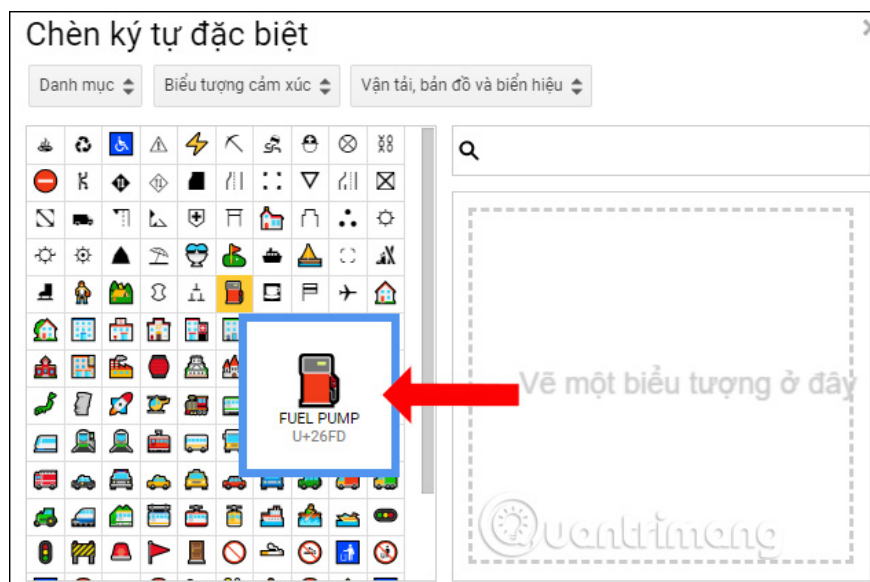 Chèn ký tự đặc biệt
Danh mục
Biểu tượng cảm xúc
Vận tải, bản đồ và biển hiệu
FUEL PUMP
U+26FD
Vẽ một biểu tượng ở đây
Quantrimang